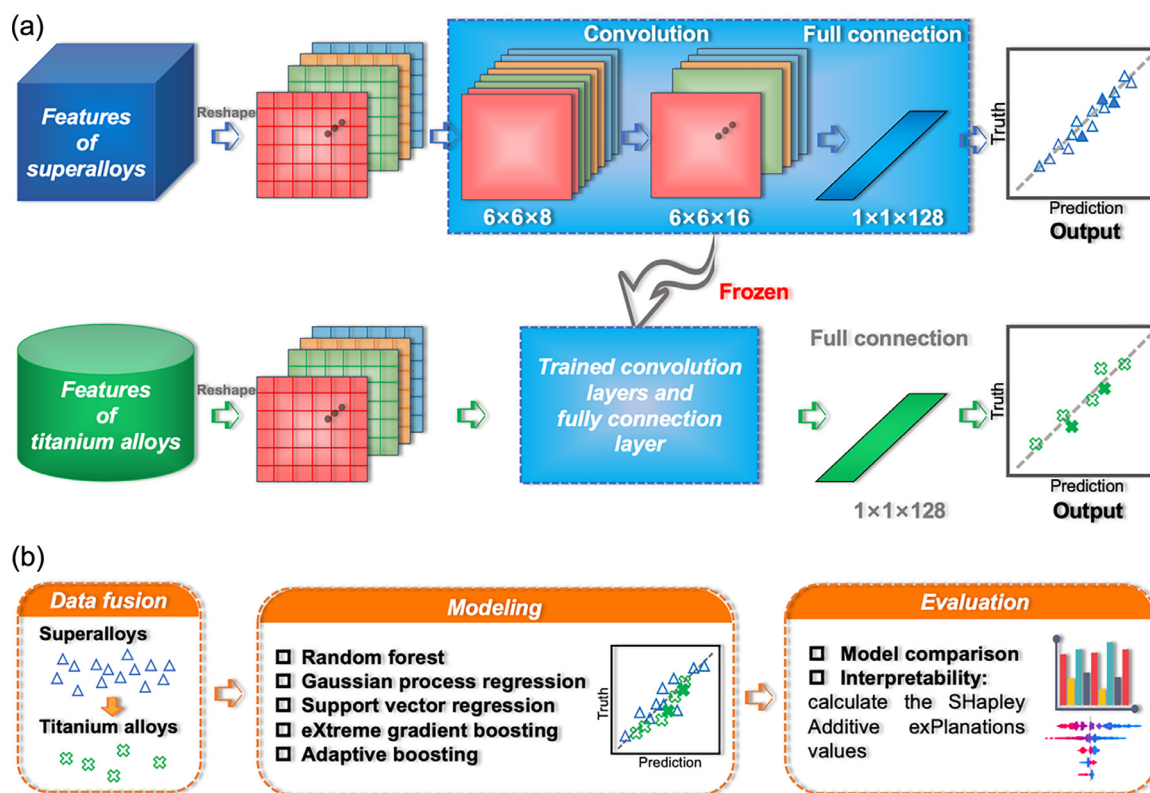 (a)
Features
of
superalloys
Reshape
Convolution
Full connection
6×6×8
6×6×16
1×1×128
Truth
Prediction
Output
Frozen
Features
of
titanium alloys
Reshape
Trained convolution
layers and
fully connection
layer
Full connection
1×1×128
Truth
Prediction
Output
(b)
Data fusion
Superalloys
Titanium alloys
Modeling
Random forest
Gaussian process regression
Support vector regression
eXtreme gradient boosting
Adaptive boosting
Truth
Prediction
Evaluation
Model comparison
Interpretability:
calculate the SHapley
Additive exPlanations
values